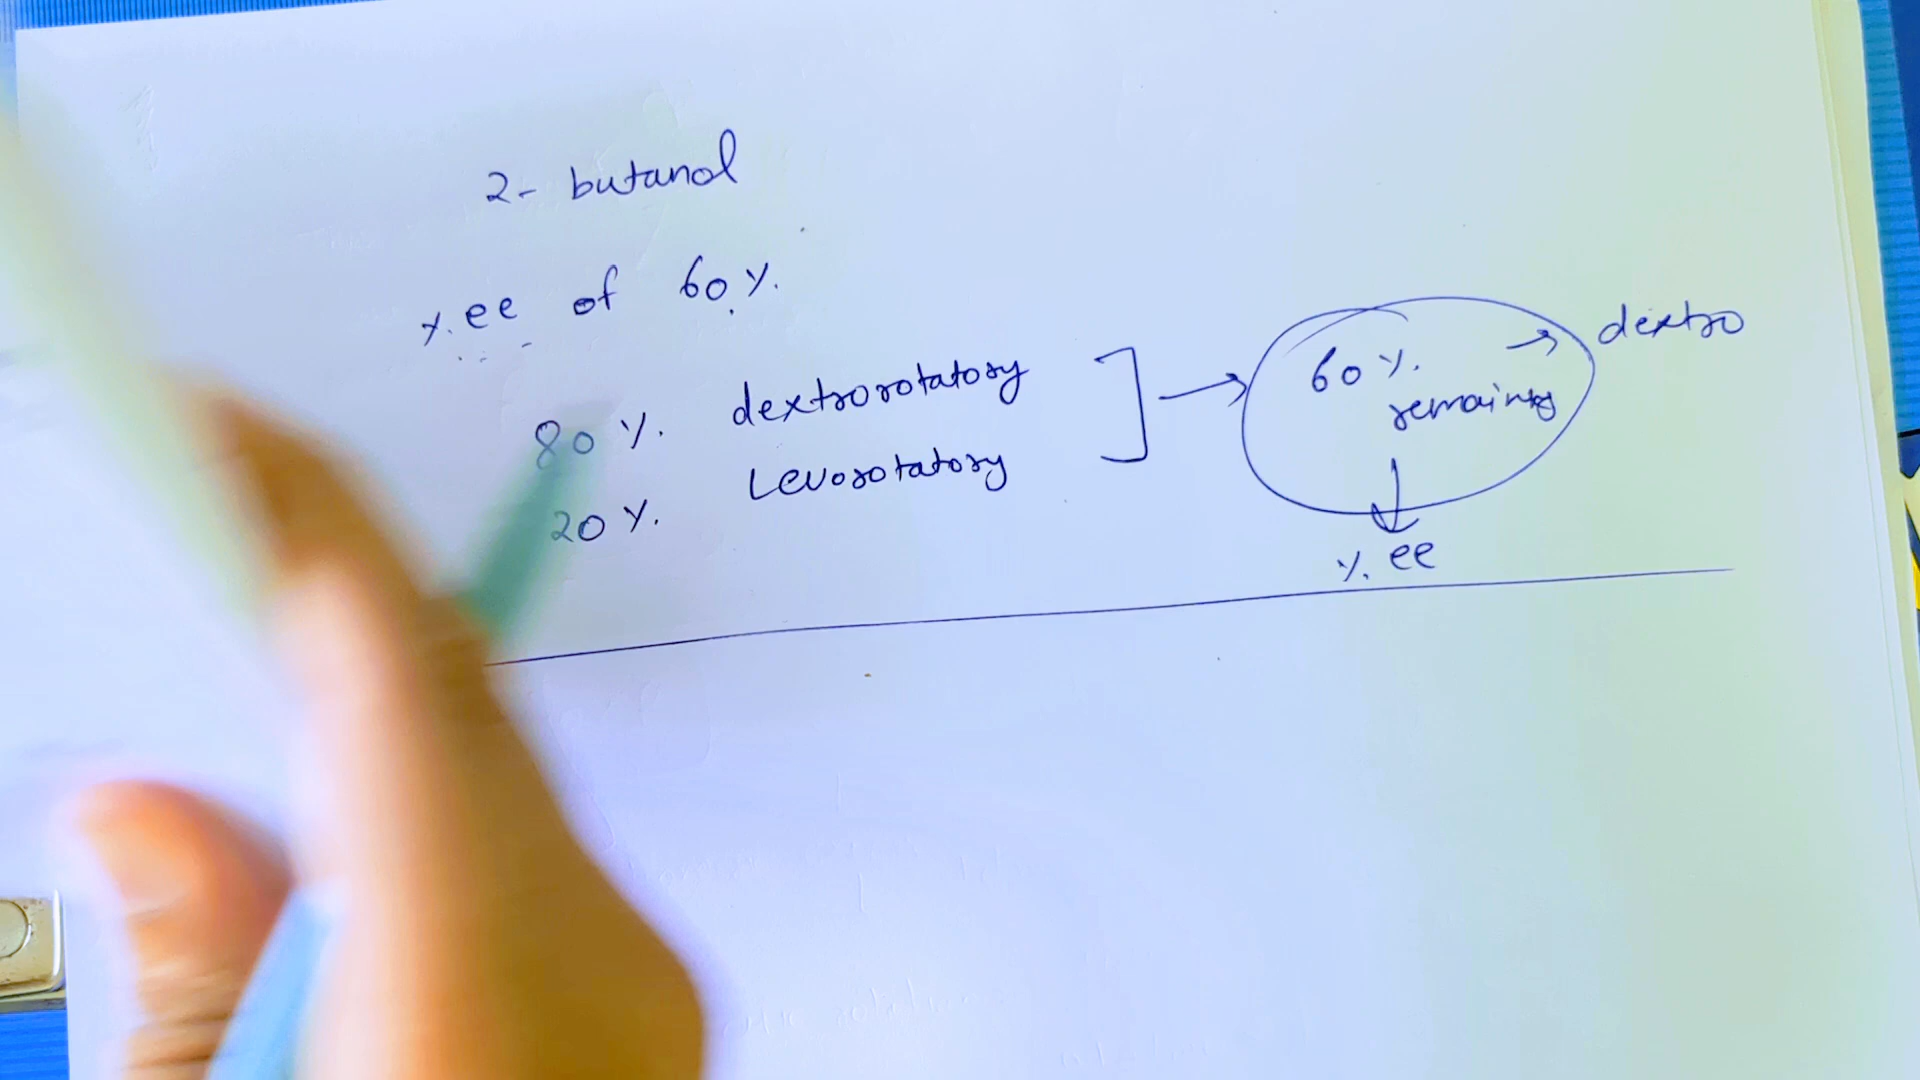 2- butanol
%. ee of 60 %.
80 %. dextrorotatory
20 %. Levorotatory
60 %. remaining
dextro
%. ee